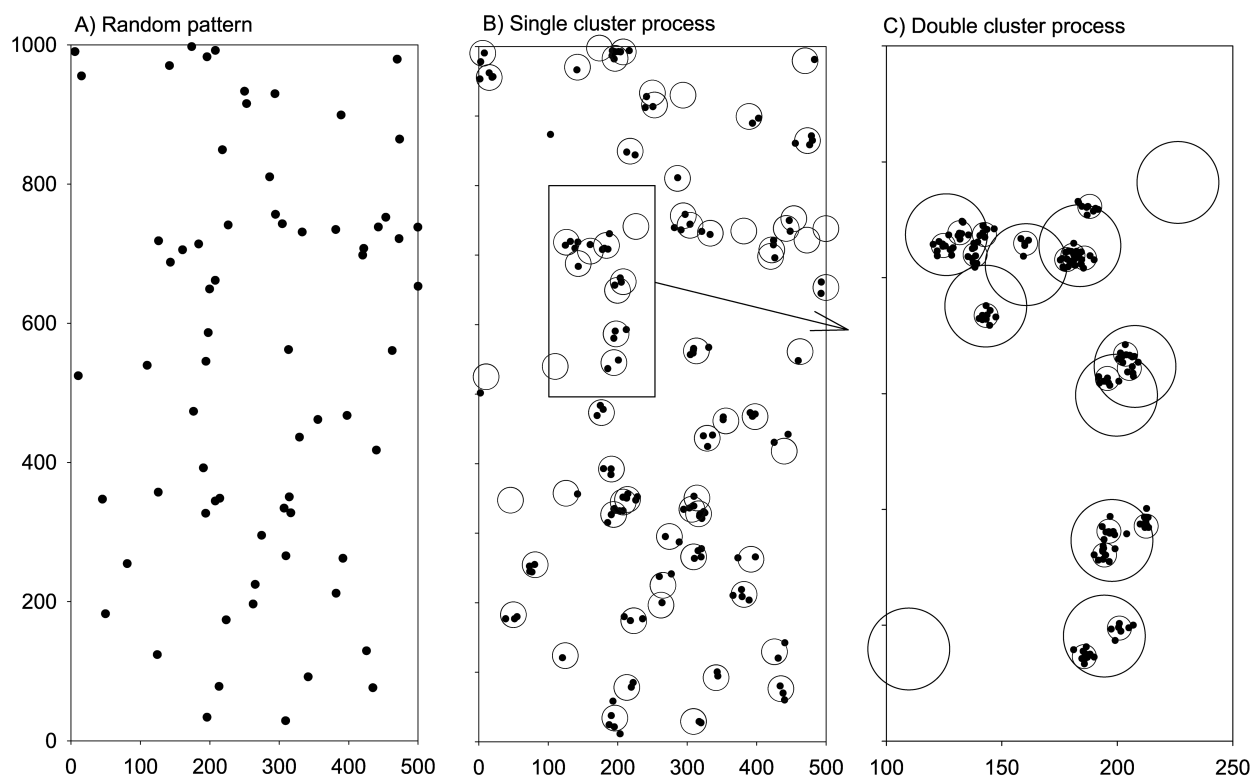 A) Random pattern
B) Single cluster process
C) Double cluster process
1000
800
600
400
200
0
0 100 200 300 400 500
0 100 200 300 400 500
100 150 200 250